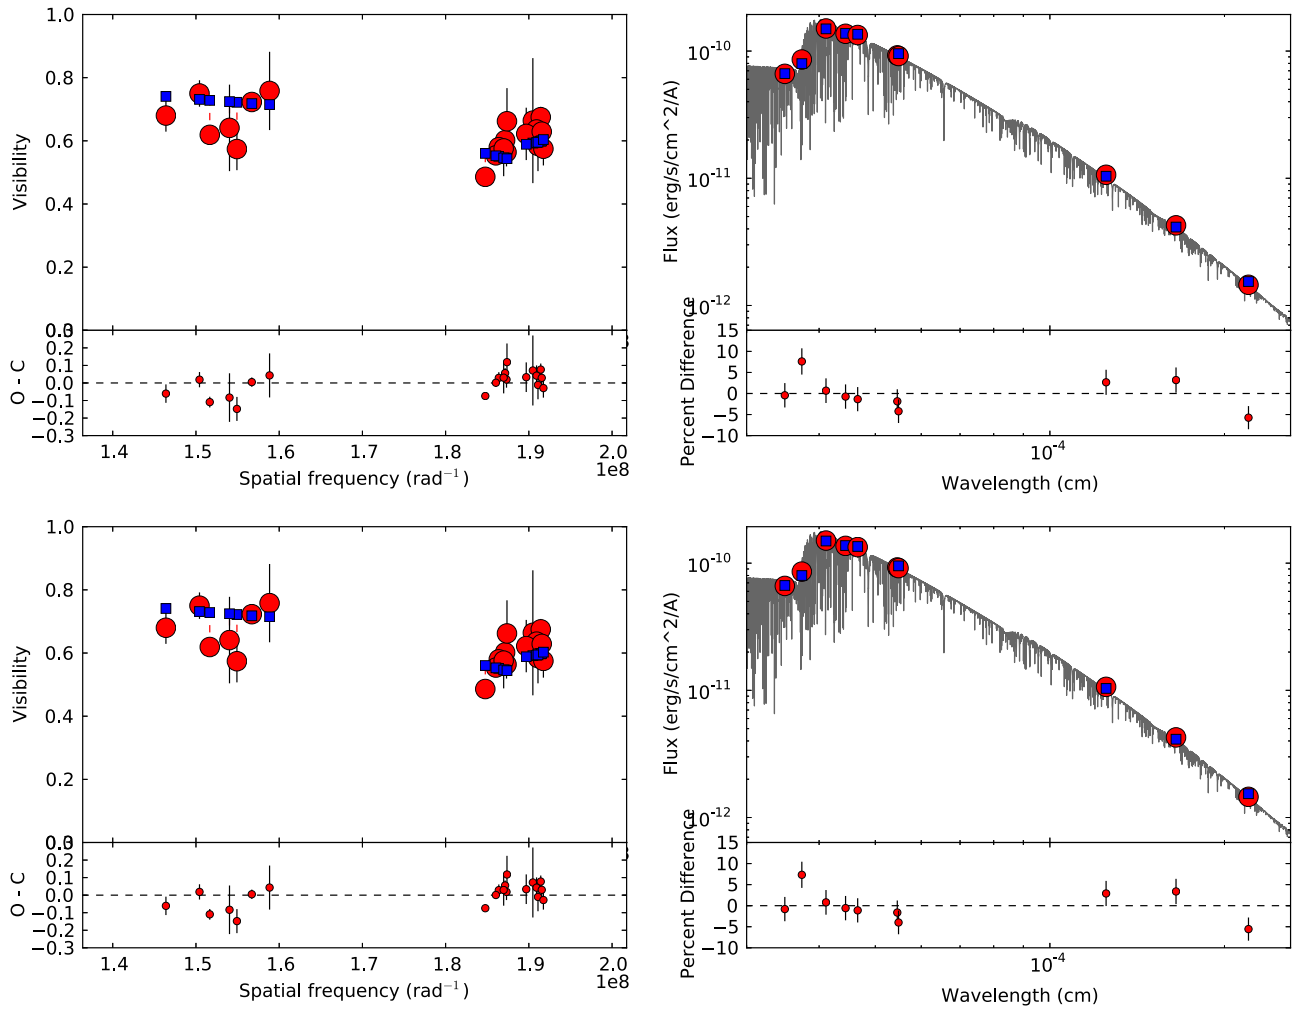 1.0
0.8
0.6
0.4
0.2
0.0
Visibility
0.3
0.2
0.1
0.0
−0.1
−0.2
−0.3
O - C
1.4 1.5 1.6 1.7 1.8 1.9 2.0
1e8
Spatial frequency (rad⁻¹)
10⁻¹⁰
10⁻¹¹
10⁻¹²
Flux (erg/s/cm^2/A)
15
10
5
0
−5
−10
Percent Difference
10⁻⁴
Wavelength (cm)
1.0
0.8
0.6
0.4
0.2
0.0
Visibility
0.3
0.2
0.1
0.0
−0.1
−0.2
−0.3
O - C
1.4 1.5 1.6 1.7 1.8 1.9 2.0
1e8
Spatial frequency (rad⁻¹)
10⁻¹⁰
10⁻¹¹
10⁻¹²
Flux (erg/s/cm^2/A)
15
10
5
0
−5
−10
Percent Difference
10⁻⁴
Wavelength (cm)